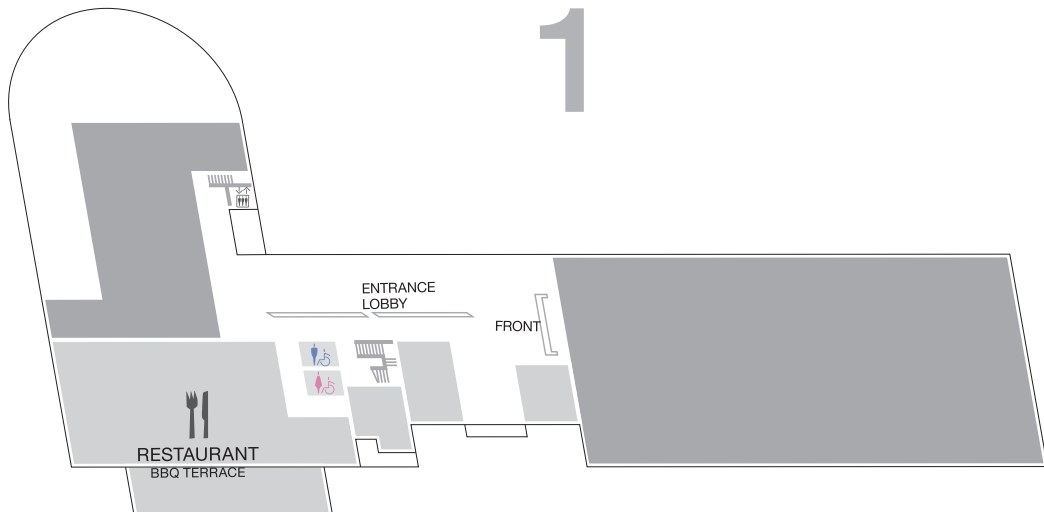 1
ENTRANCE
LOBBY
FRONT
RESTAURANT
BBQ TERRACE